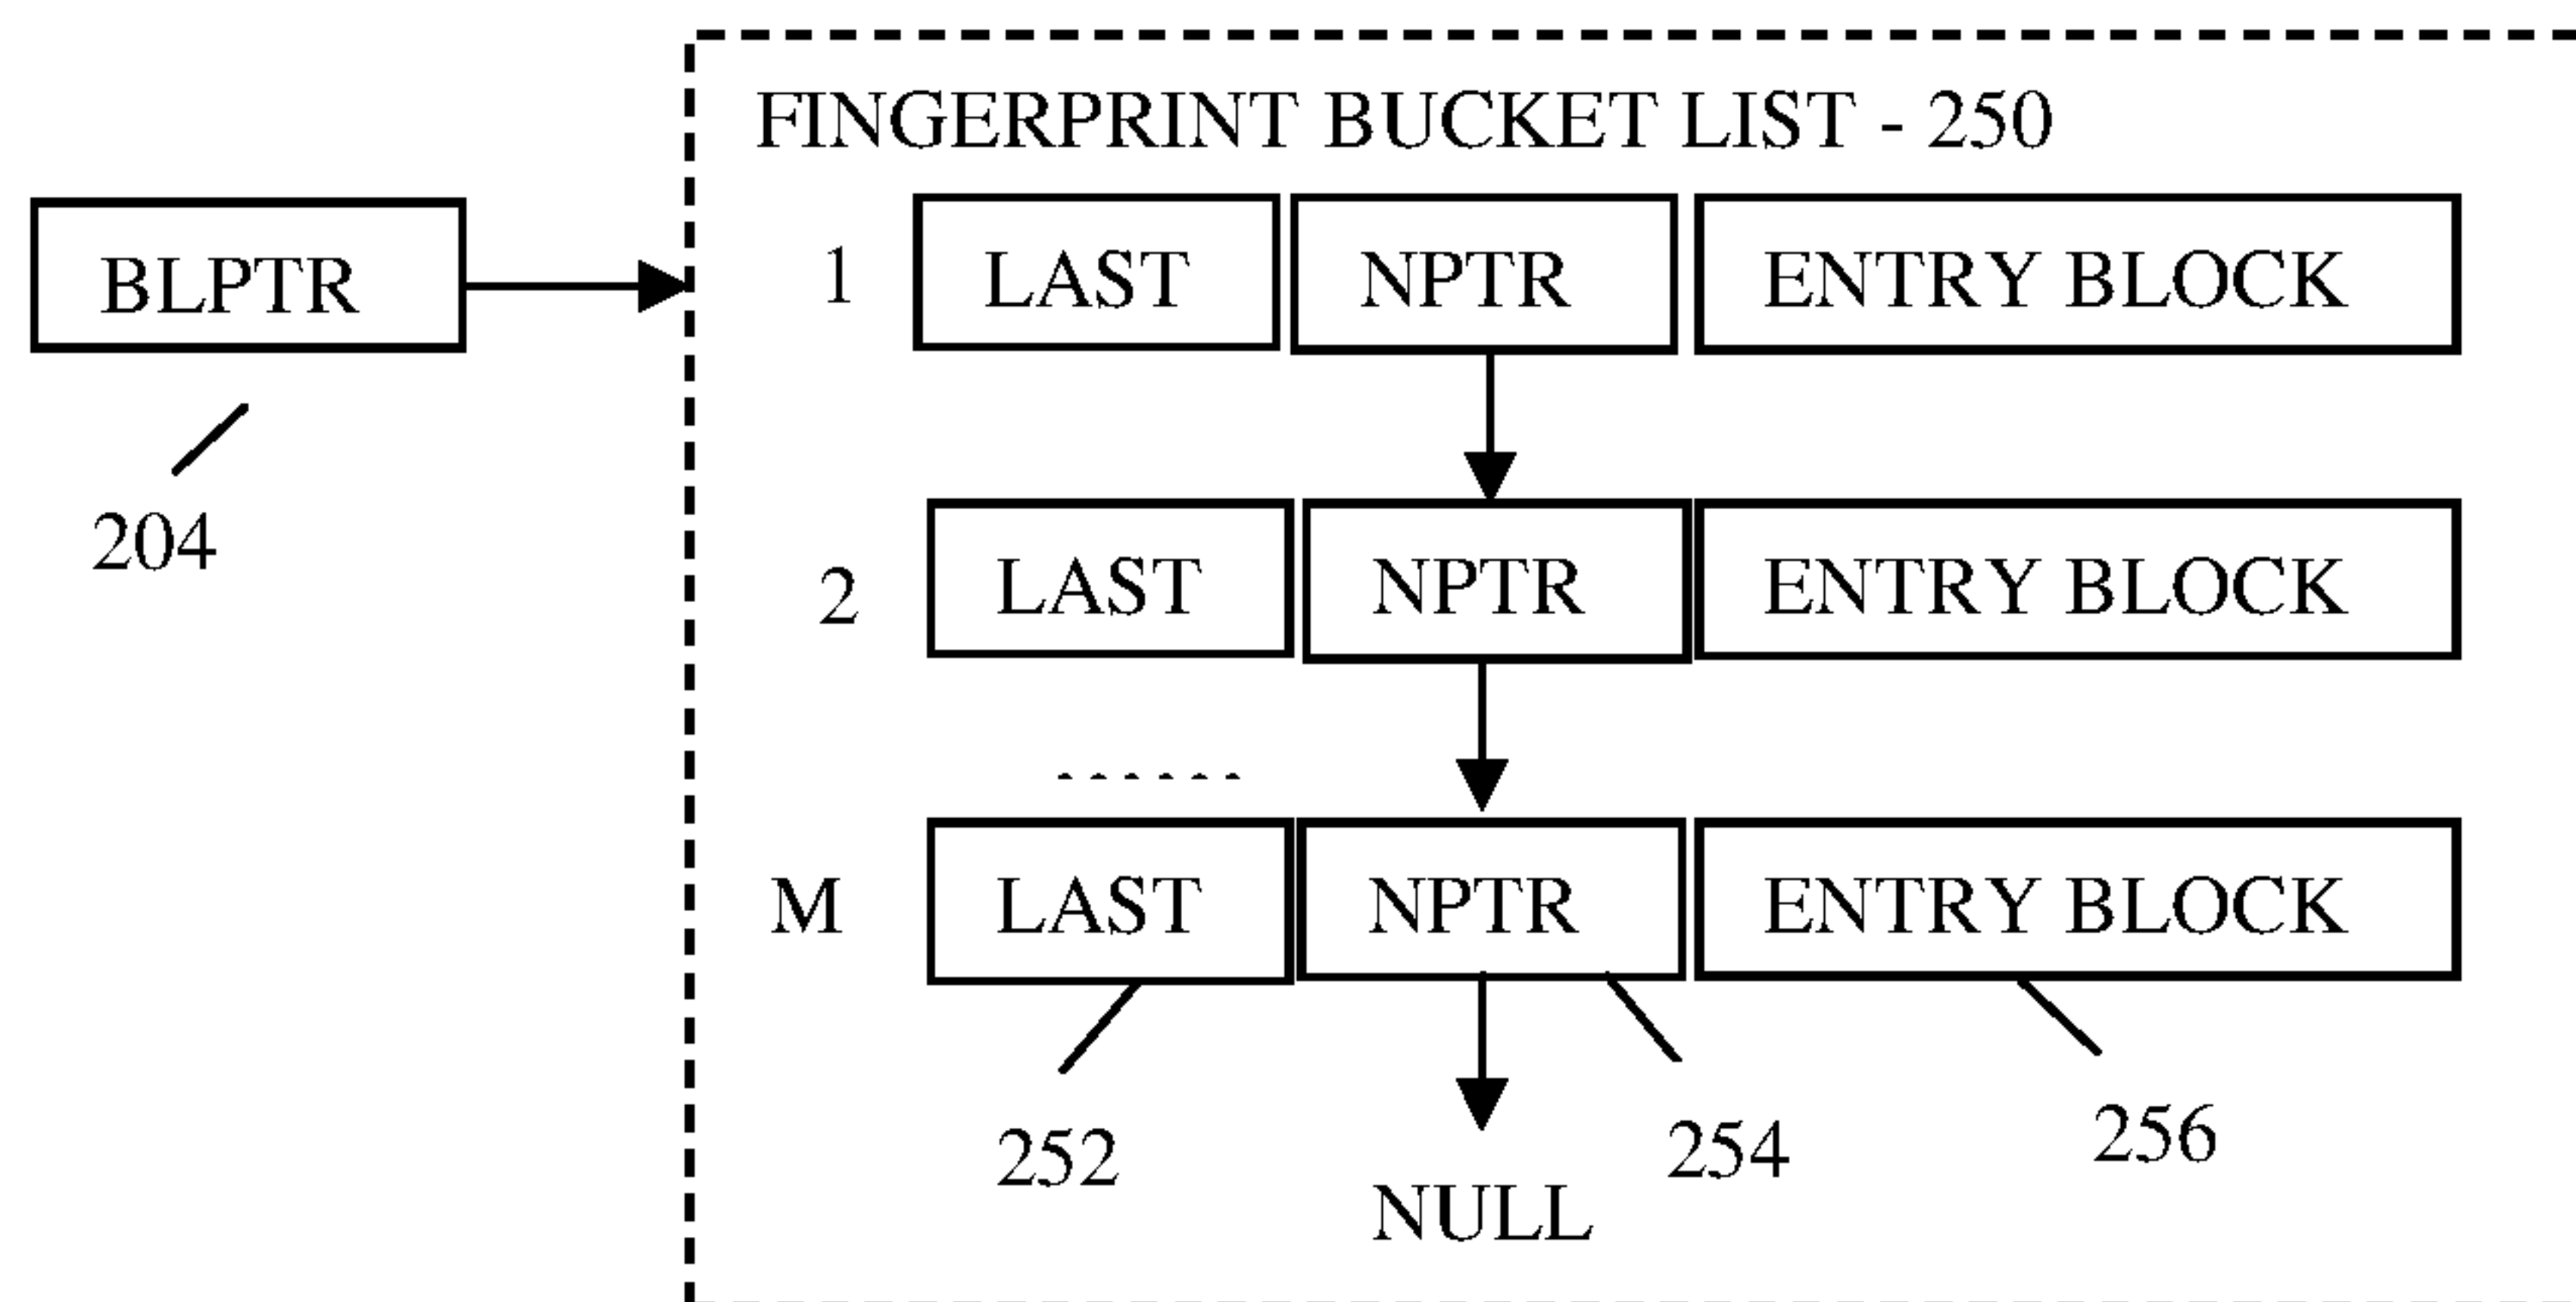 FINGERPRINT BUCKET LIST - 250
BLPTR
1 LAST NPTR ENTRY BLOCK
204
2 LAST NPTR ENTRY BLOCK
......
M LAST NPTR ENTRY BLOCK
252 254 256
NULL